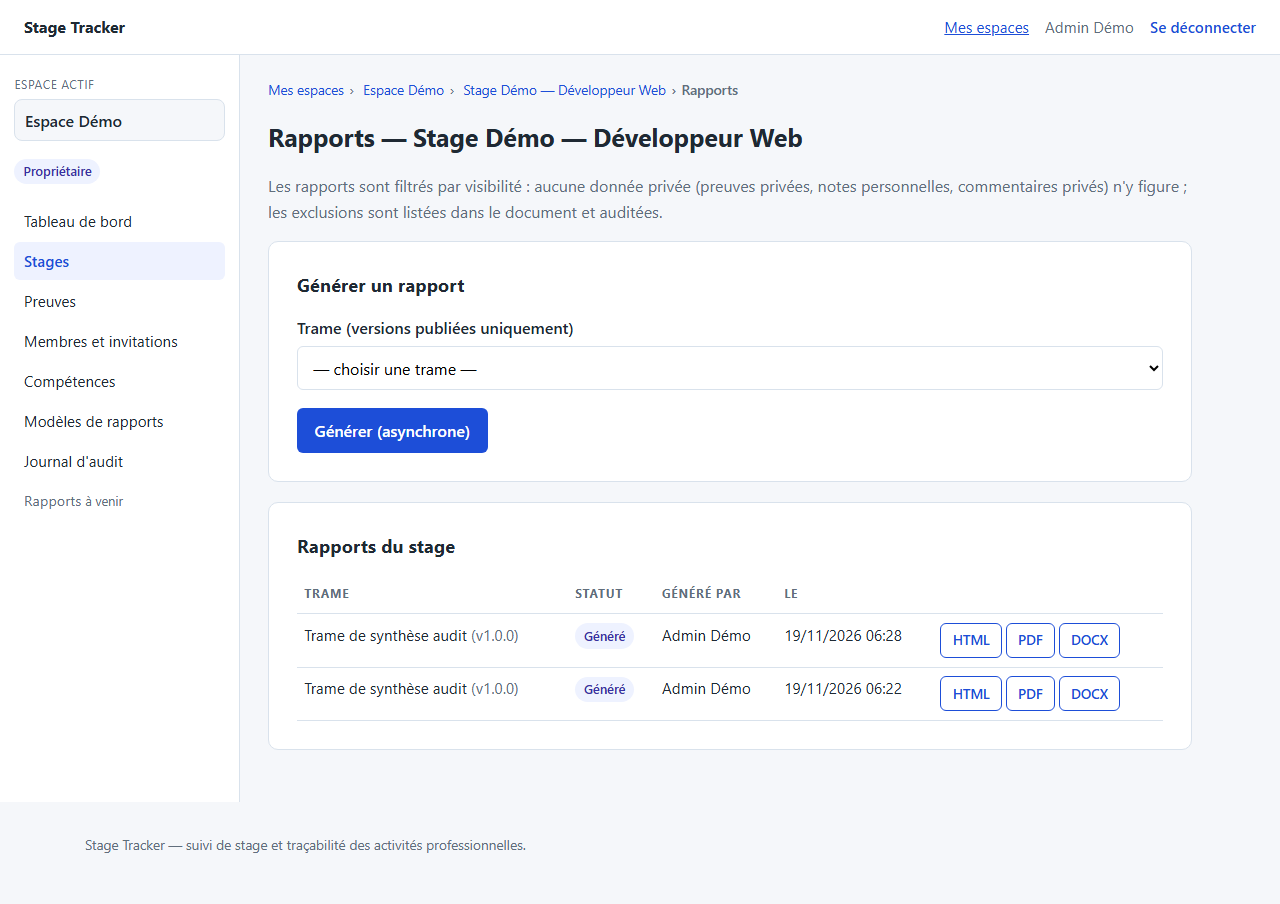 Stage Tracker
Mes espaces Admin Démo Se déconnecter
ESPACE ACTIF
Espace Démo
Propriétaire
Tableau de bord
Stages
Preuves
Membres et invitations
Compétences
Modèles de rapports
Journal d'audit
Rapports à venir
Mes espaces › Espace Démo › Stage Démo — Développeur Web › Rapports
Rapports — Stage Démo — Développeur Web
Les rapports sont filtrés par visibilité : aucune donnée privée (preuves privées, notes personnelles, commentaires privés) n'y figure ;
les exclusions sont listées dans le document et auditées.
Générer un rapport
Trame (versions publiées uniquement)
— choisir une trame —
Générer (asynchrone)
Rapports du stage
TRAME STATUT GÉNÉRÉ PAR LE
Trame de synthèse audit (v1.0.0) Généré Admin Démo 19/11/2026 06:28 HTML PDF DOCX
Trame de synthèse audit (v1.0.0) Généré Admin Démo 19/11/2026 06:22 HTML PDF DOCX
Stage Tracker — suivi de stage et traçabilité des activités professionnelles.